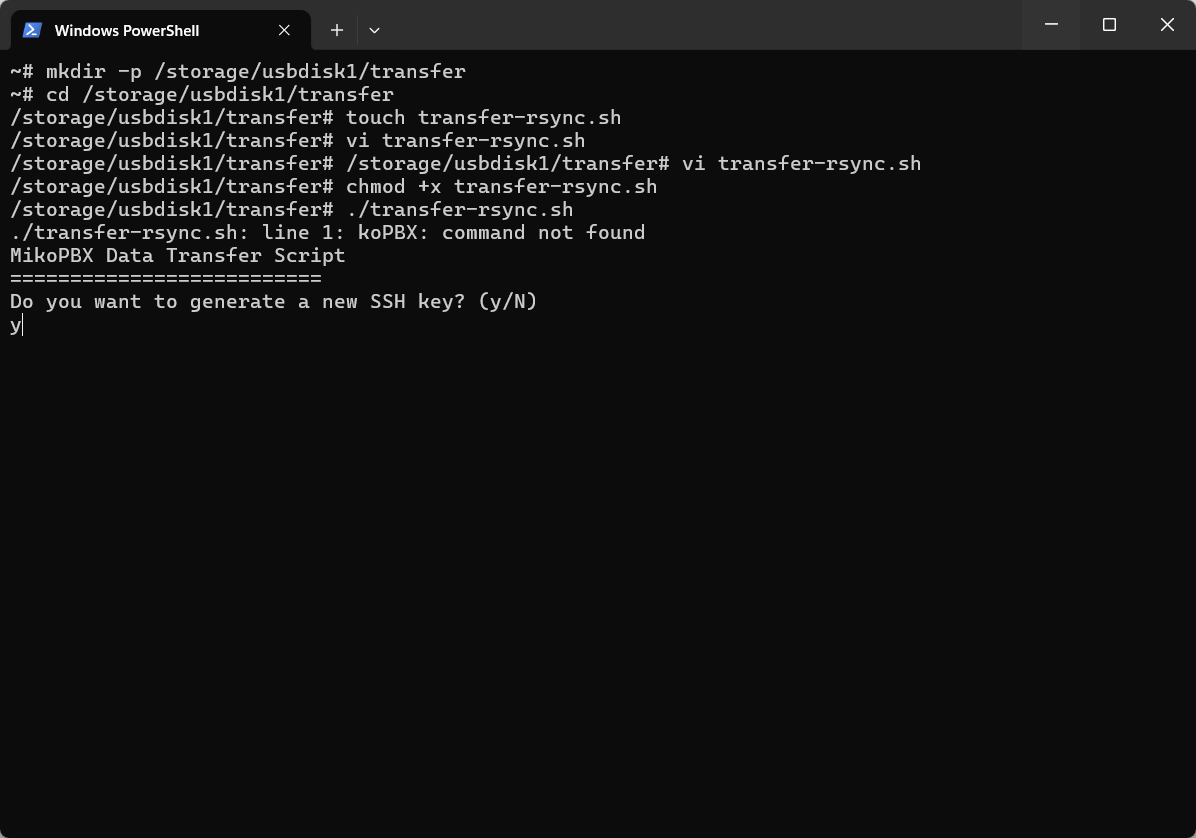 Windows PowerShell
~# mkdir -p /storage/usbdisk1/transfer
~# cd /storage/usbdisk1/transfer
/storage/usbdisk1/transfer# touch transfer-rsync.sh
/storage/usbdisk1/transfer# vi transfer-rsync.sh
/storage/usbdisk1/transfer# /storage/usbdisk1/transfer# vi transfer-rsync.sh
/storage/usbdisk1/transfer# chmod +x transfer-rsync.sh
/storage/usbdisk1/transfer# ./transfer-rsync.sh
./transfer-rsync.sh: line 1: koPBX: command not found
MikoPBX Data Transfer Script
==========================
Do you want to generate a new SSH key? (y/N)
y